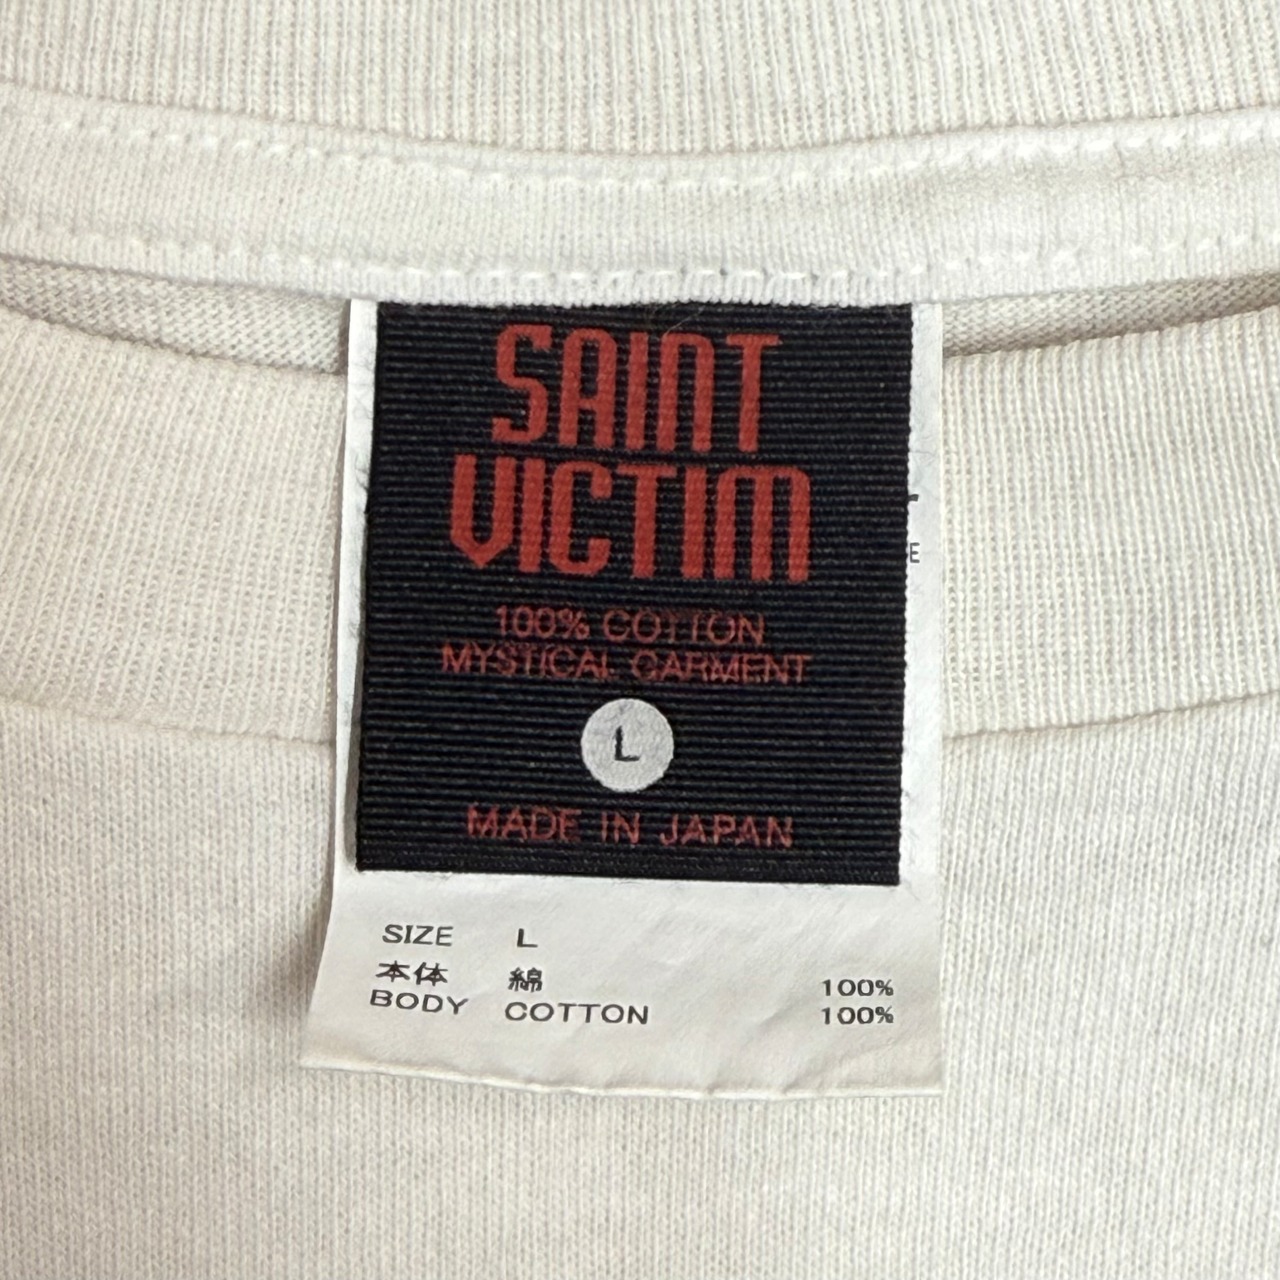 SAINT
VICTIM
100% COTTON
MYSTICAL GARMENT
L
MADE IN JAPAN
SIZE L
本体 綿 100%
BODY COTTON 100%